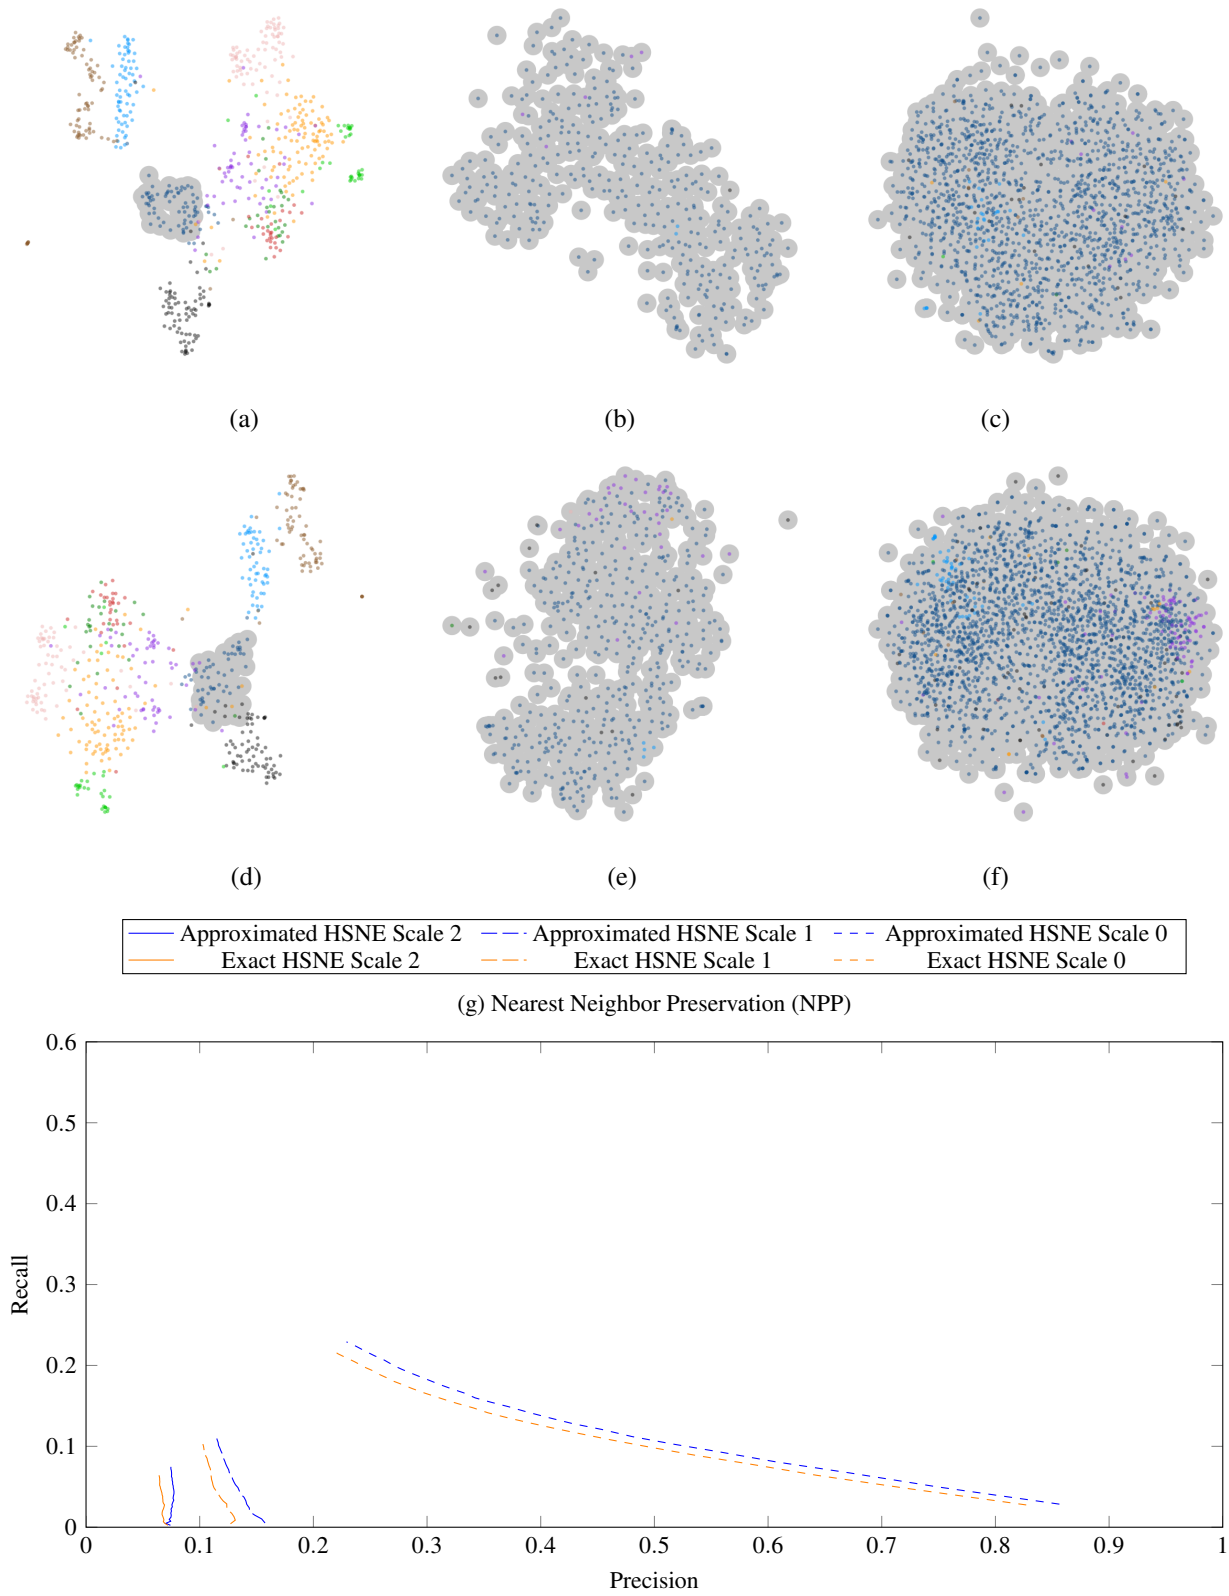 (a) (b) (c)
(d) (e) (f)
Approximated HSNE Scale 2 Approximated HSNE Scale 1 Approximated HSNE Scale 0
Exact HSNE Scale 2 Exact HSNE Scale 1 Exact HSNE Scale 0
(g) Nearest Neighbor Preservation (NPP)
0.6
0.5
0.4
0.3
0.2
0.1
0
Recall
0 0.1 0.2 0.3 0.4 0.5 0.6 0.7 0.8 0.9 1
Precision